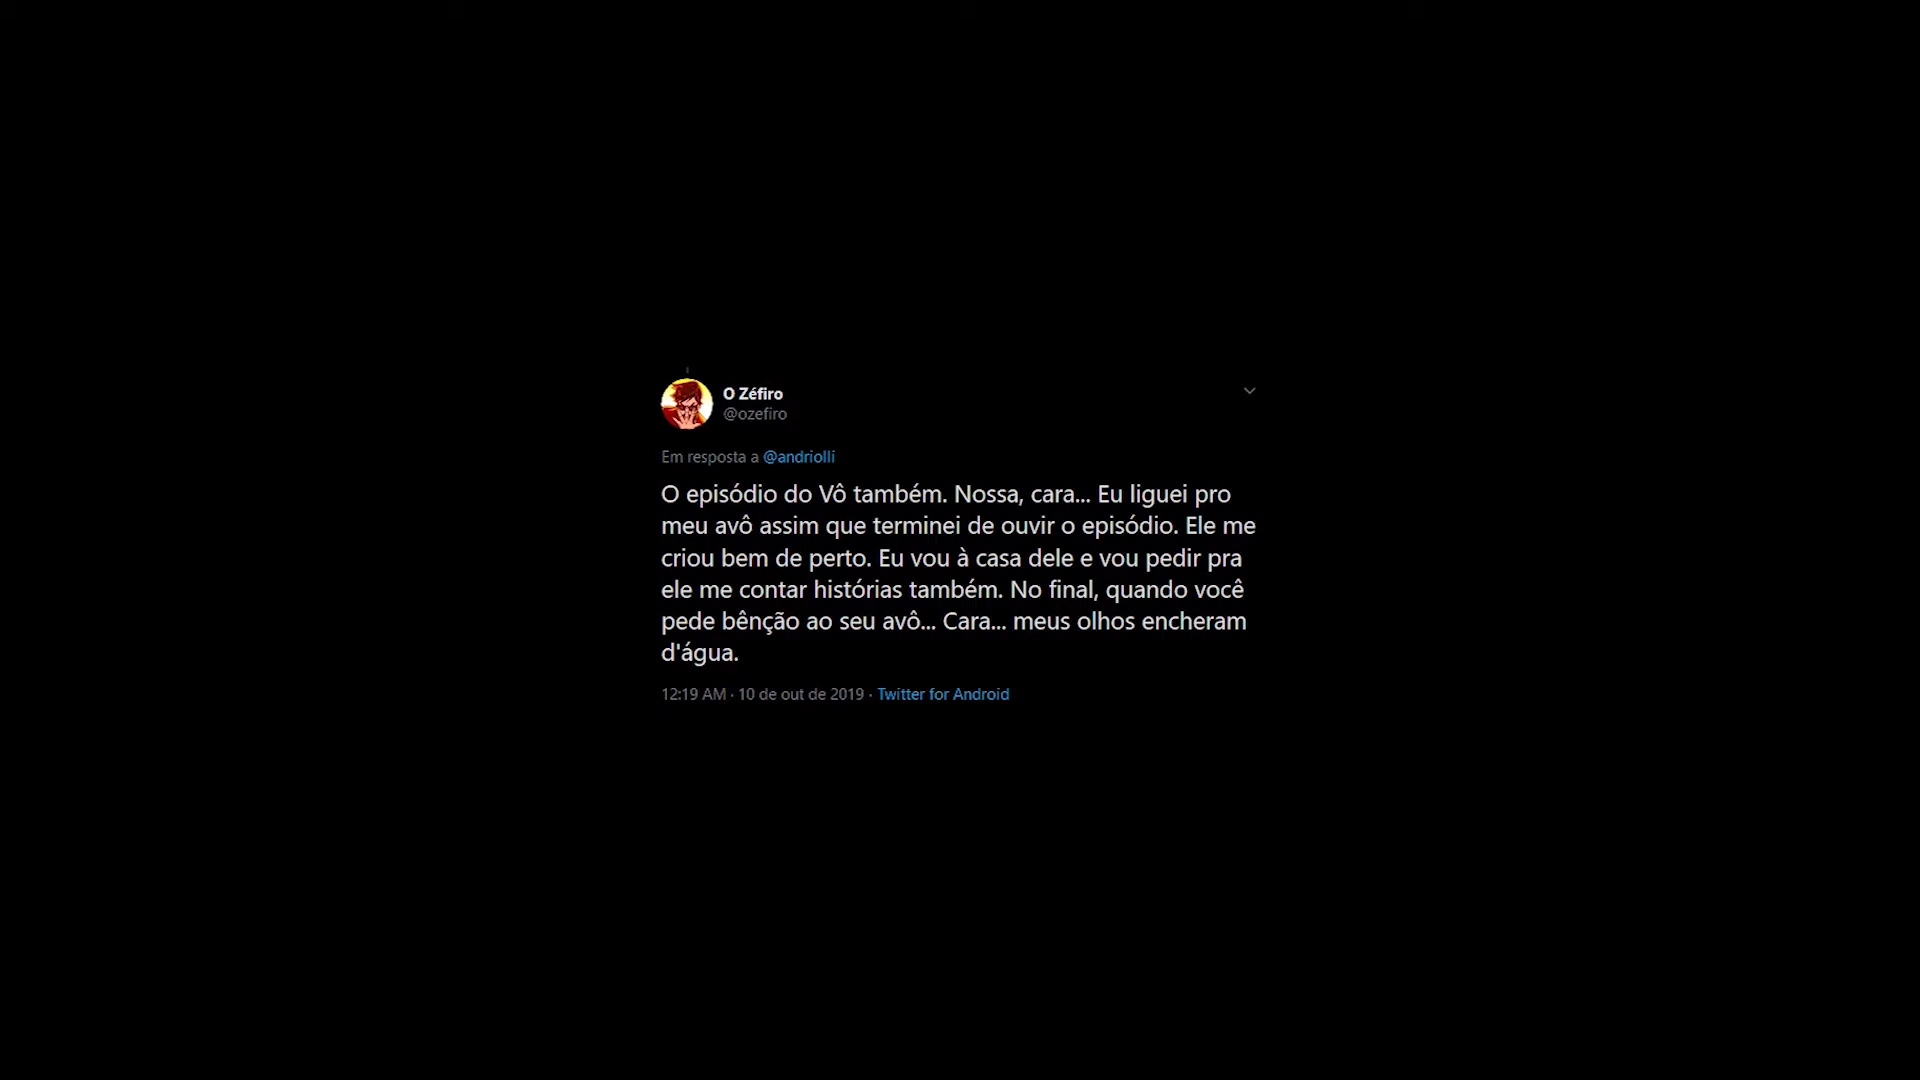 O Zéfiro
@ozefiro
Em resposta a @andriolli
O episódio do Vô também. Nossa, cara... Eu liguei pro
meu avô assim que terminei de ouvir o episódio. Ele me
criou bem de perto. Eu vou à casa dele e vou pedir pra
ele me contar histórias também. No final, quando você
pede bênção ao seu avô... Cara... meus olhos encheram
d'água.
12:19 AM · 10 de out de 2019 · Twitter for Android